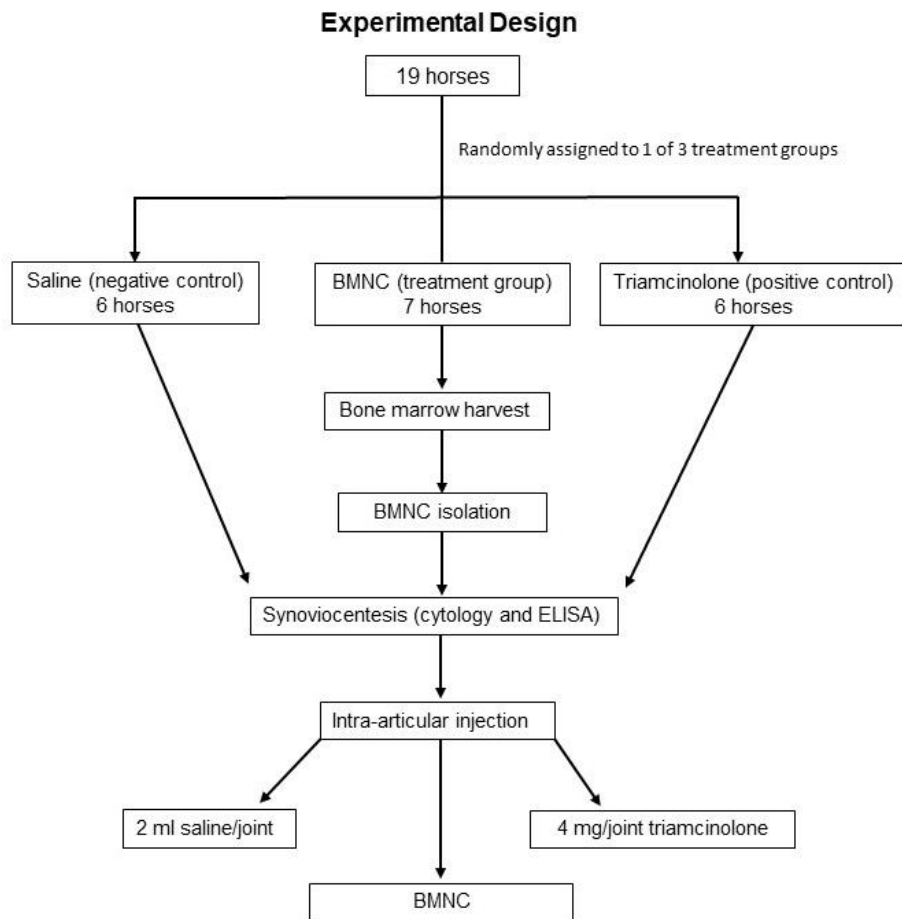 Experimental Design
19 horses
Randomly assigned to 1 of 3 treatment groups
Saline (negative control)
6 horses
BMNC (treatment group)
7 horses
Triamcinolone (positive control)
6 horses
Bone marrow harvest
BMNC isolation
Synoviocentesis (cytology and ELISA)
Intra-articular injection
2 ml saline/joint
4 mg/joint triamcinolone
BMNC